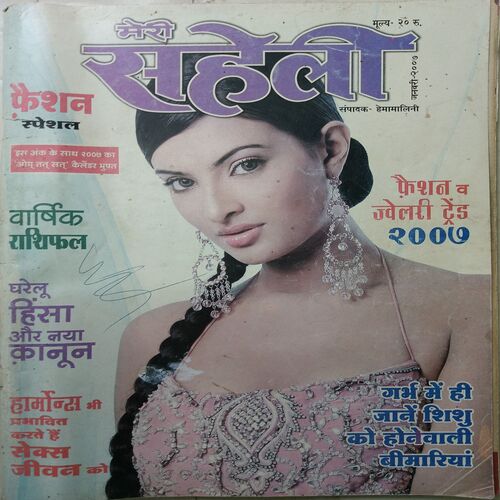 मेरी
सहेली
मूल्य- २० रु.
जनवरी-२००७
संपादक- हेमामालिनी
फ़ैशन
स्पेशल
इस अंक के साथ २००७ का
'ओम् तत् सत्' कैलेंडर मुफ़्त
वार्षिक
राशिफल
घरेलू
हिंसा
और नया
क़ानून
हार्मोन्स भी
प्रभावित
करते हैं
सेक्स
जीवन को
फ़ैशन व
ज्वेलरी ट्रेंड
२००७
गर्भ में ही
जानें शिशु
को होनेवाली
बीमारियां